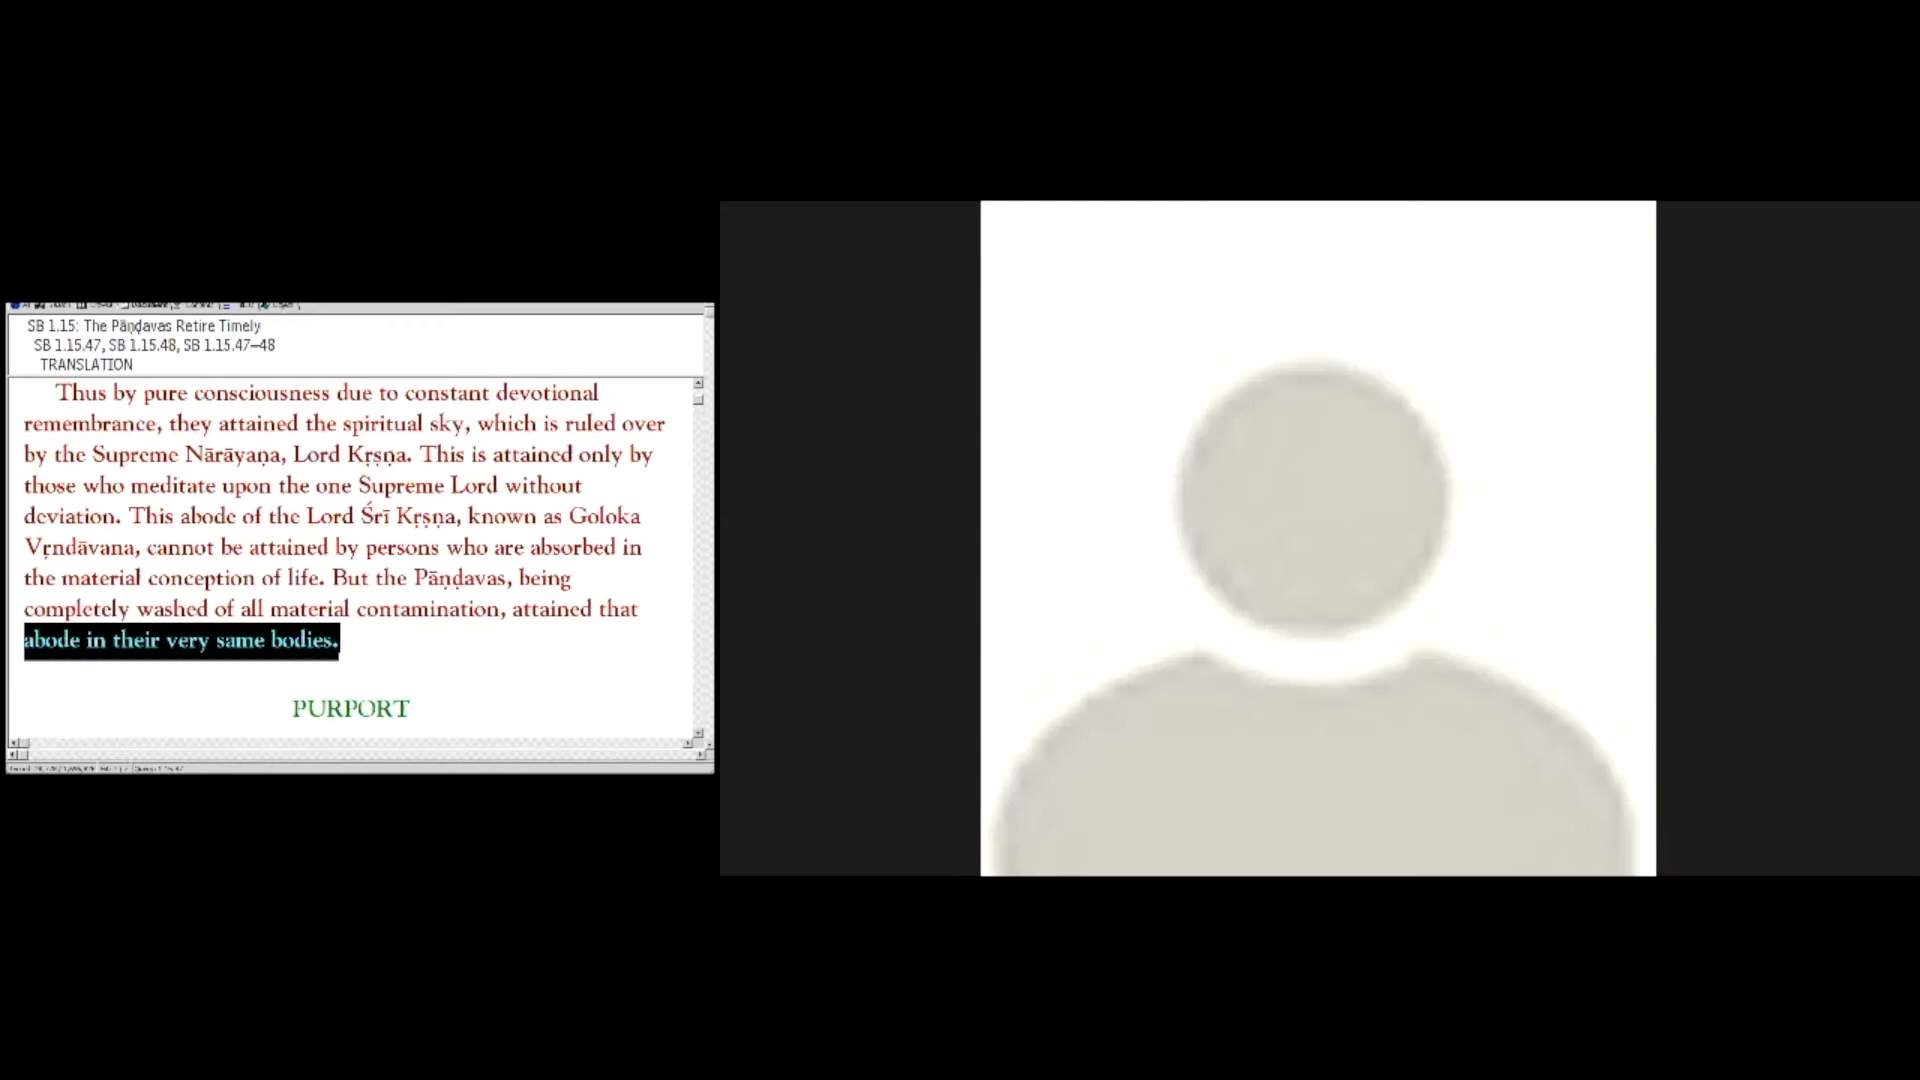 SB 1.15: The Pāṇḍavas Retire Timely
SB 1.15.47, SB 1.15.48, SB 1.15.47–48
TRANSLATION
Thus by pure consciousness due to constant devotional
remembrance, they attained the spiritual sky, which is ruled over
by the Supreme Nārāyaṇa, Lord Kṛṣṇa. This is attained only by
those who meditate upon the one Supreme Lord without
deviation. This abode of the Lord Śrī Kṛṣṇa, known as Goloka
Vṛndāvana, cannot be attained by persons who are absorbed in
the material conception of life. But the Pāṇḍavas, being
completely washed of all material contamination, attained that
abode in their very same bodies.
PURPORT